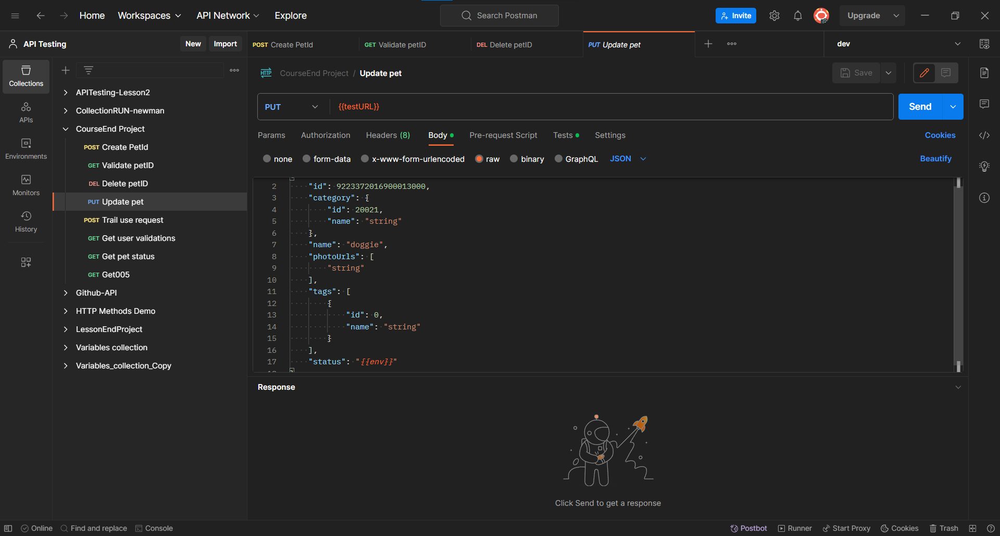 Home Workspaces API Network Explore Search Postman Invite Upgrade
API Testing New Import
POST Create PetId GET Validate petID DEL Delete petID PUT Update pet dev
Collections
APIs
Environments
Monitors
History
APITesting-Lesson2
CollectionRUN-newman
CourseEnd Project
POST Create PetId
GET Validate petID
DEL Delete petID
PUT Update pet
POST Trail use request
GET Get user validations
GET Get pet status
GET Get005
Github-API
HTTP Methods Demo
LessonEndProject
Variables collection
Variables_collection_Copy
HTTP CourseEnd Project / Update pet Save
PUT {{testURL}} Send
Params Authorization Headers (8) Body Pre-request Script Tests Settings Cookies
none form-data x-www-form-urlencoded raw binary GraphQL JSON Beautify
2 "id": 9223372016900013000,
3 "category": {
4 "id": 20021,
5 "name": "string"
6 },
7 "name": "doggie",
8 "photoUrls": [
9 "string"
10 ],
11 "tags": [
12 {
13 "id": 0,
14 "name": "string"
15 }
16 ],
17 "status": "{{env}}"
Response
Click Send to get a response
Online Find and replace Console Postbot Runner Start Proxy Cookies Trash